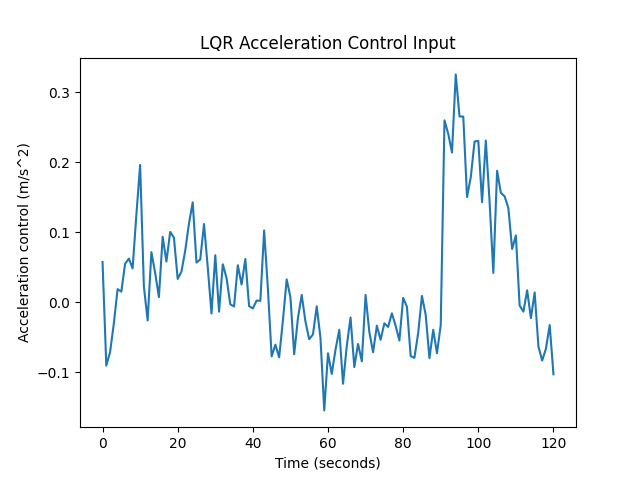 LQR Acceleration Control Input
Acceleration control (m/s^2)
0.3
0.2
0.1
0.0
−0.1
0 20 40 60 80 100 120
Time (seconds)